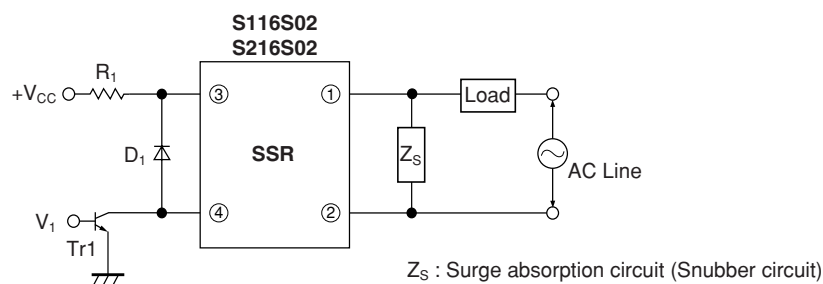 S116S02
S216S02
R1
+VCC
③
①
Load
D1
SSR
ZS
AC Line
V1
④
②
Tr1
ZS : Surge absorption circuit (Snubber circuit)